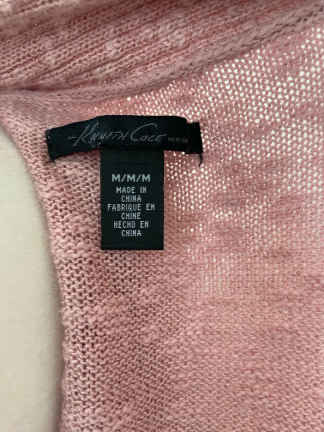 Kenneth Cole
M/M/M
MADE IN
CHINA
FABRIQUE EN
CHINE
HECHO EN
CHINA